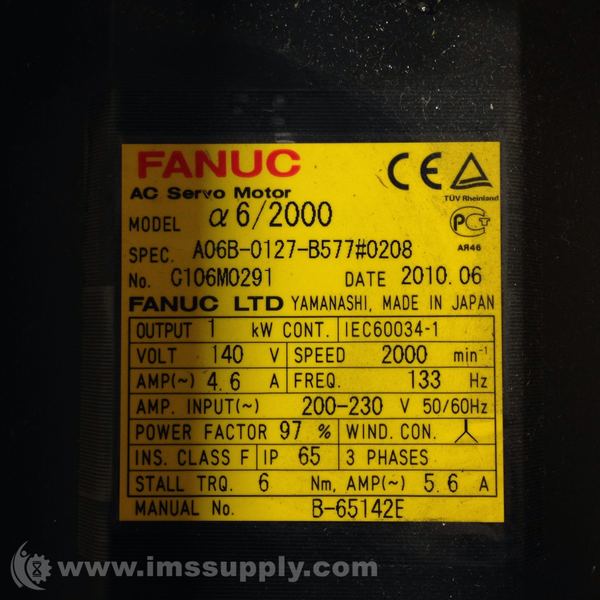 FANUC
CE
TÜV Rheinland
AC Servo Motor
MODEL α6/2000
PCT
AЯ46
SPEC. A06B-0127-B577#0208
No. C106M0291 DATE 2010.06
FANUC LTD YAMANASHI, MADE IN JAPAN
OUTPUT 1 kW CONT. IEC60034-1
VOLT 140 V SPEED 2000 min⁻¹
AMP(~) 4.6 A FREQ. 133 Hz
AMP. INPUT(~) 200-230 V 50/60Hz
POWER FACTOR 97 % WIND. CON.
INS. CLASS F IP 65 3 PHASES
STALL TRQ. 6 Nm, AMP(~) 5.6 A
MANUAL No. B-65142E
www.imssupply.com